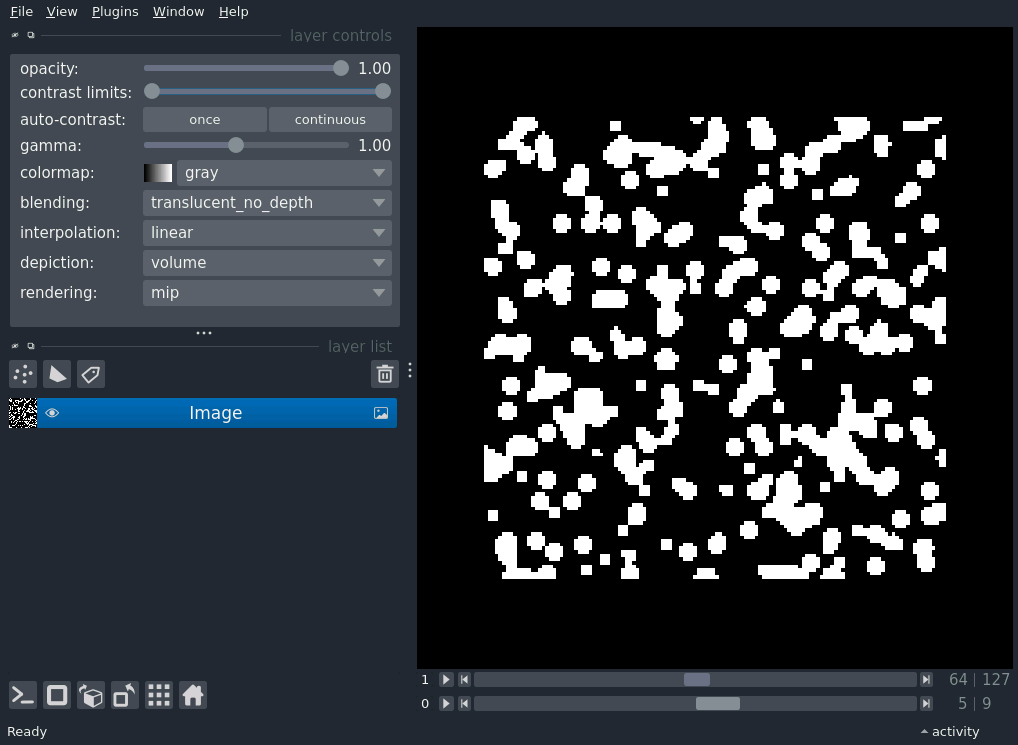 File View Plugins Window Help
layer controls
opacity: 1.00
contrast limits:
auto-contrast: once continuous
gamma: 1.00
colormap: gray
blending: translucent_no_depth
interpolation: linear
depiction: volume
rendering: mip
layer list
Image
1 64 | 127
0 5 | 9
Ready activity